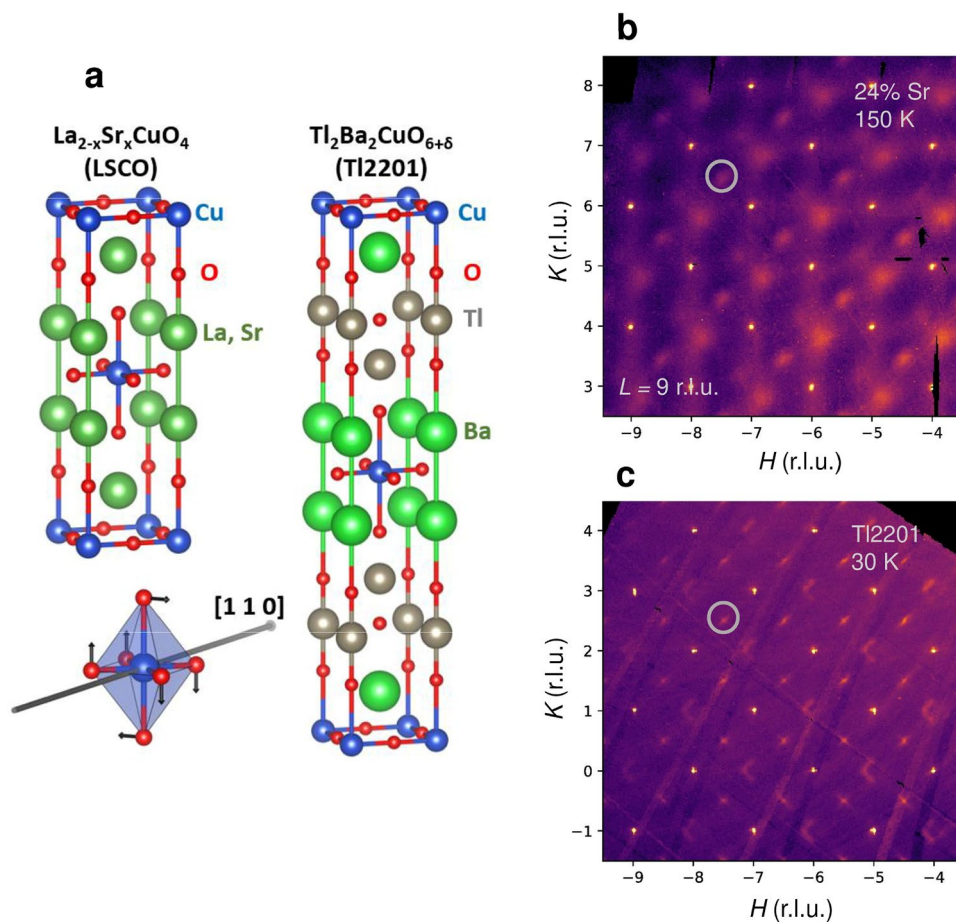 a
La₂₋ₓSrₓCuO₄
(LSCO)
Tl₂Ba₂CuO₆₊δ
(Tl2201)
Cu
O
La, Sr
Cu
O
Tl
Ba
[1 1 0]
b
24% Sr
150 K
L = 9 r.l.u.
8
7
6
5
4
3
K (r.l.u.)
−9 −8 −7 −6 −5 −4
H (r.l.u.)
c
Tl2201
30 K
4
3
2
1
0
−1
K (r.l.u.)
−9 −8 −7 −6 −5 −4
H (r.l.u.)